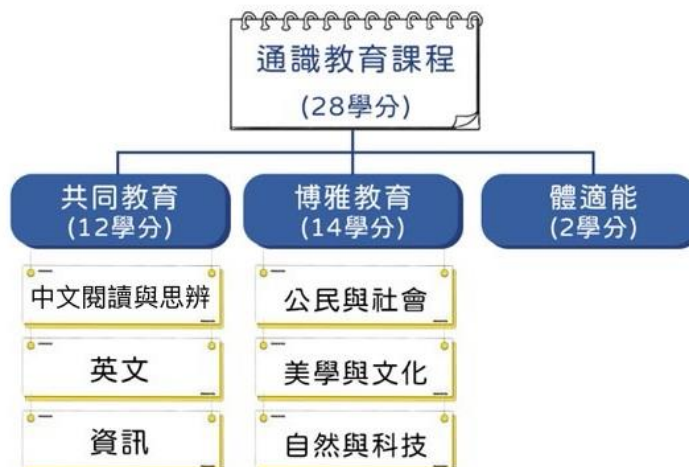 通識教育課程
(28學分)
共同教育
(12學分)
博雅教育
(14學分)
體適能
(2學分)
中文閱讀與思辨
英文
資訊
公民與社會
美學與文化
自然與科技